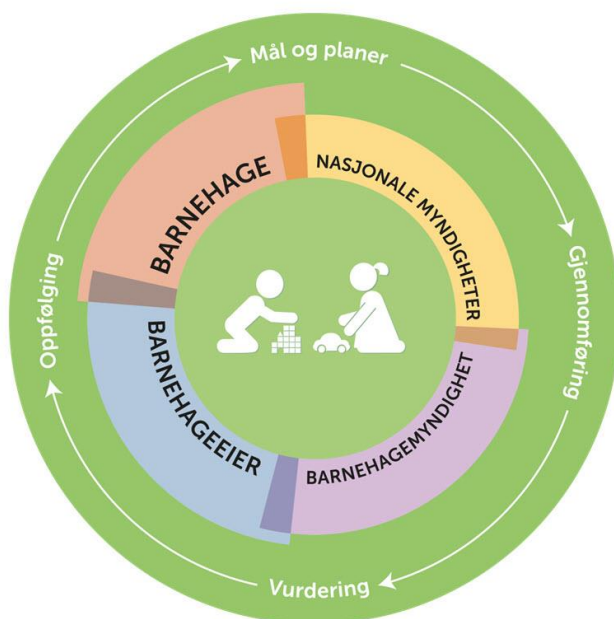 Mål og planer
Gjennomføring
Vurdering
Oppfølging
BARNEHAGE
NASJONALE MYNDIGHETER
BARNEHAGEMYNDIGHET
BARNEHAGEEIER